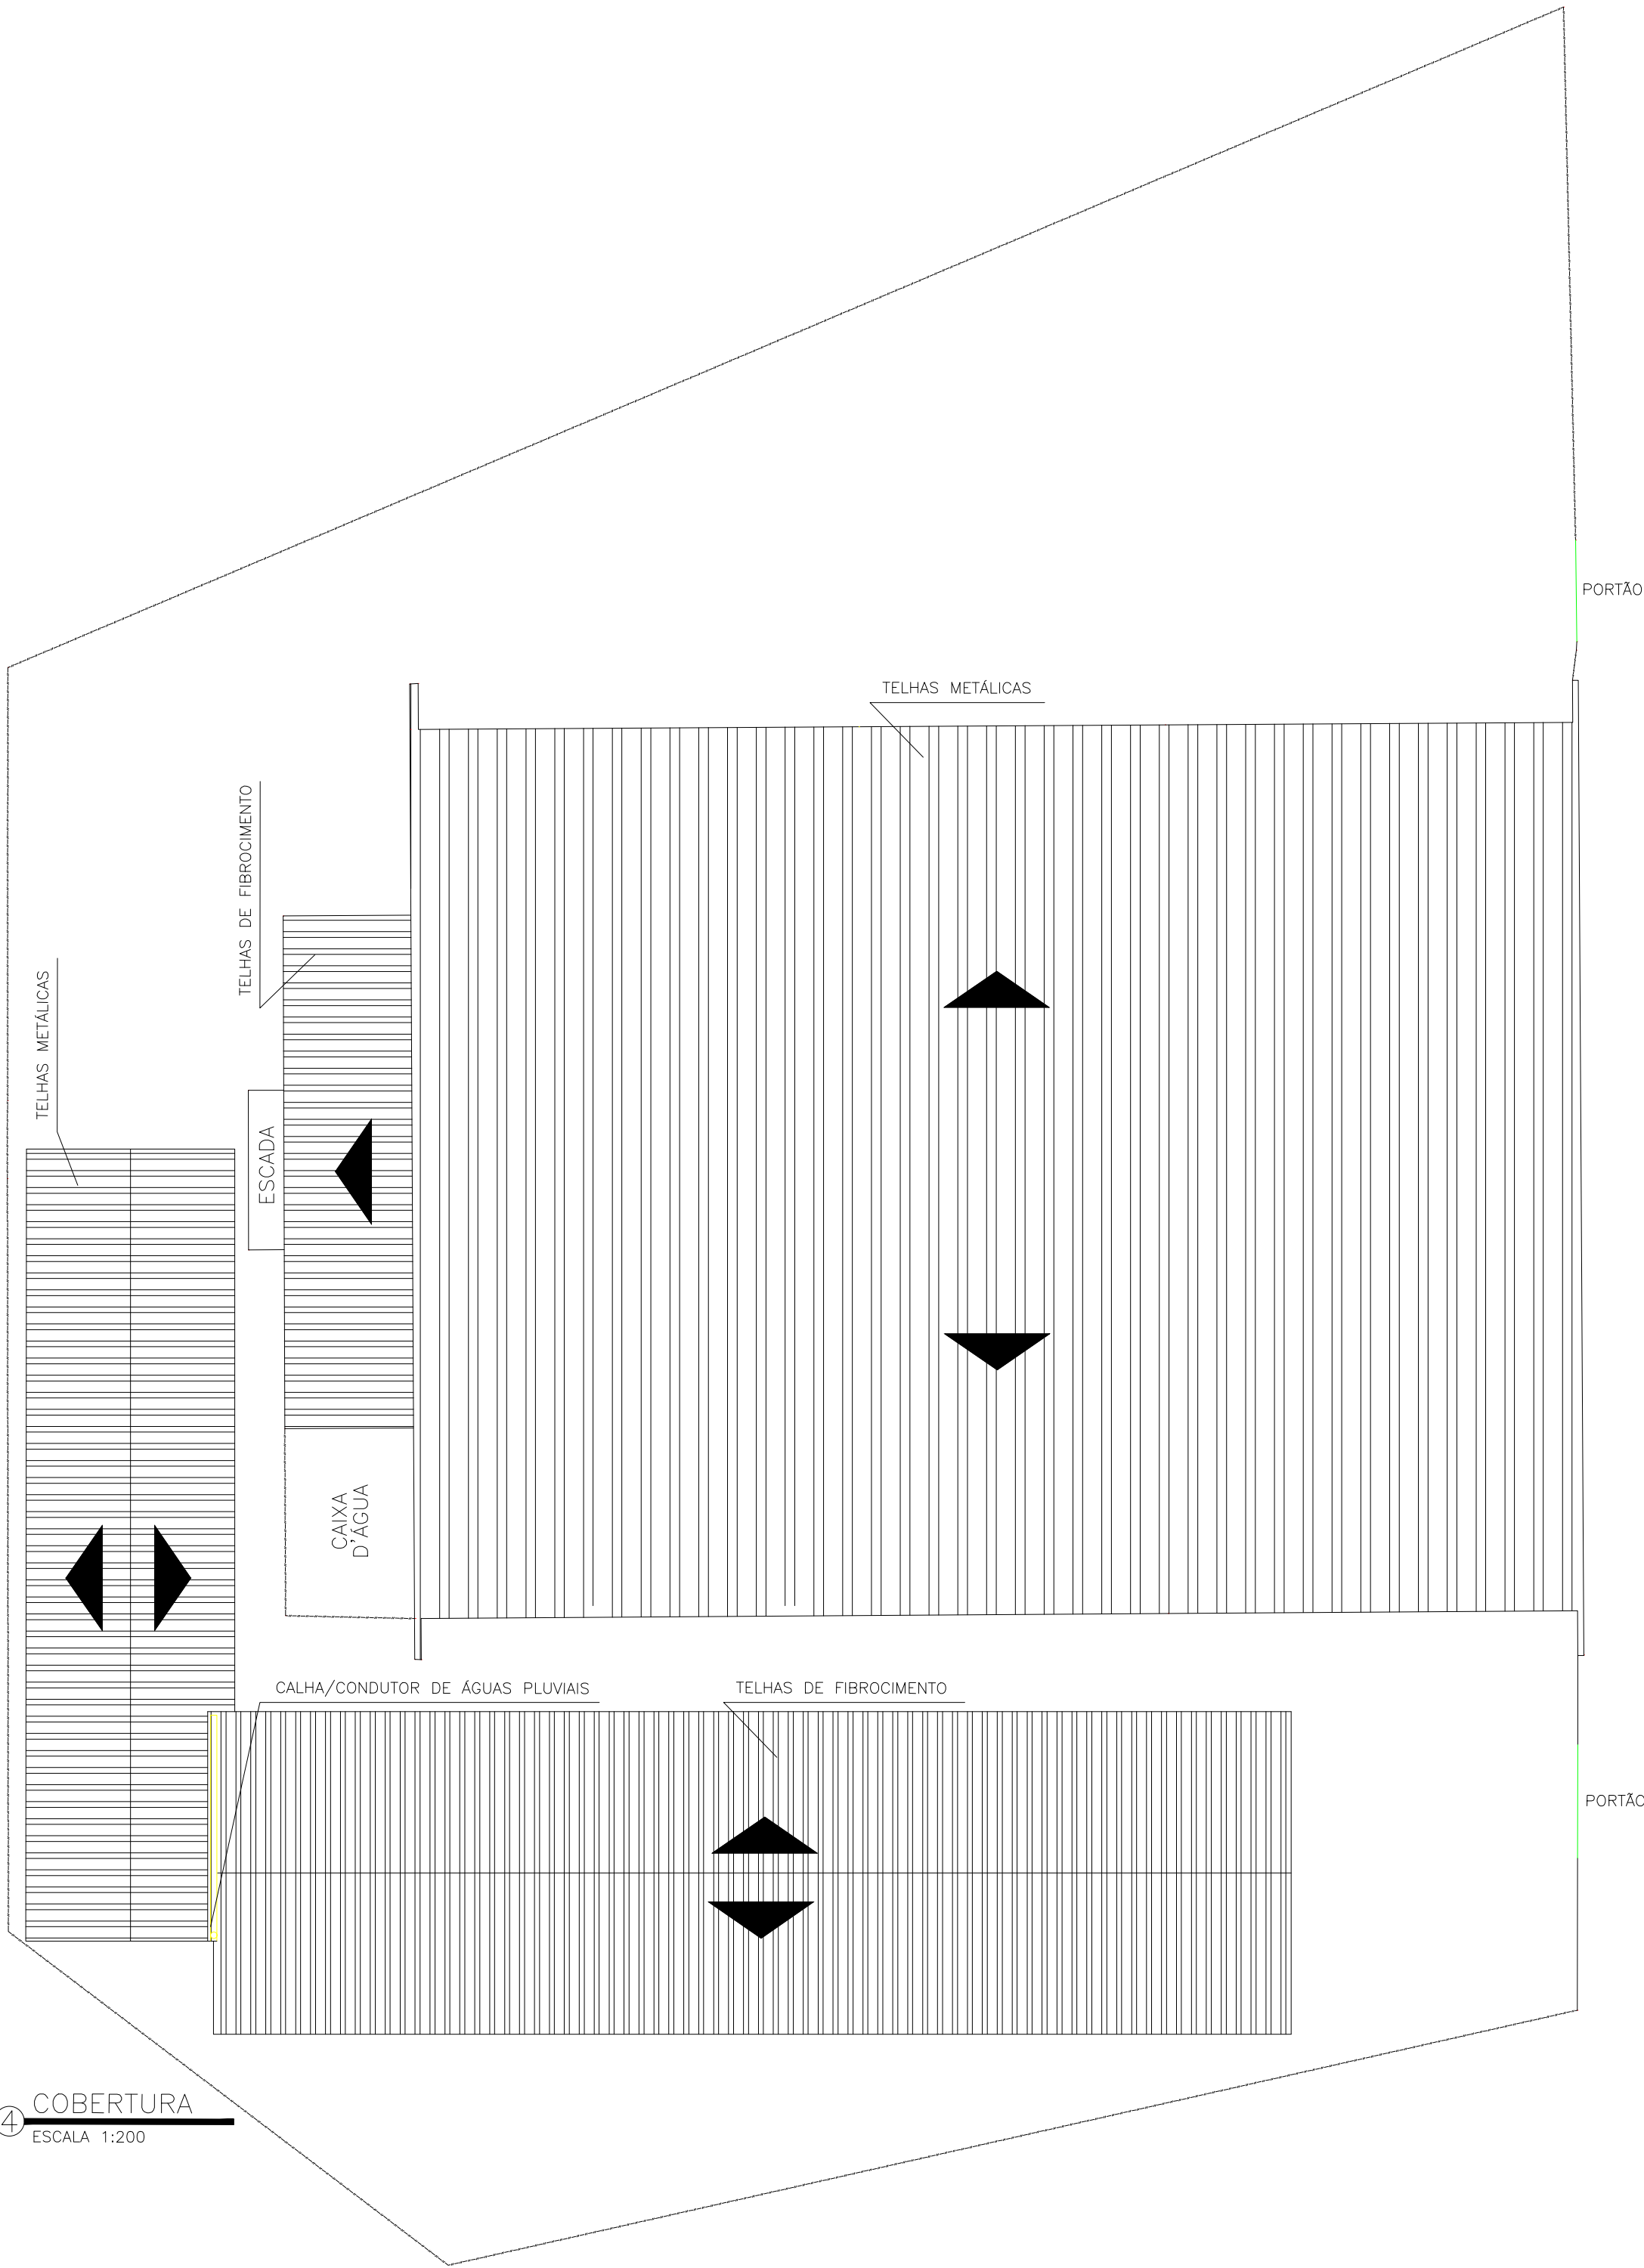 PORTÃO
TELHAS METÁLICAS
TELHAS DE FIBROCIMENTO
TELHAS METÁLICAS
ESCADA
CAIXA
D'ÁGUA
CALHA/CONDUTOR DE ÁGUAS PLUVIAIS
TELHAS DE FIBROCIMENTO
PORTÃO
4
COBERTURA
ESCALA 1:200